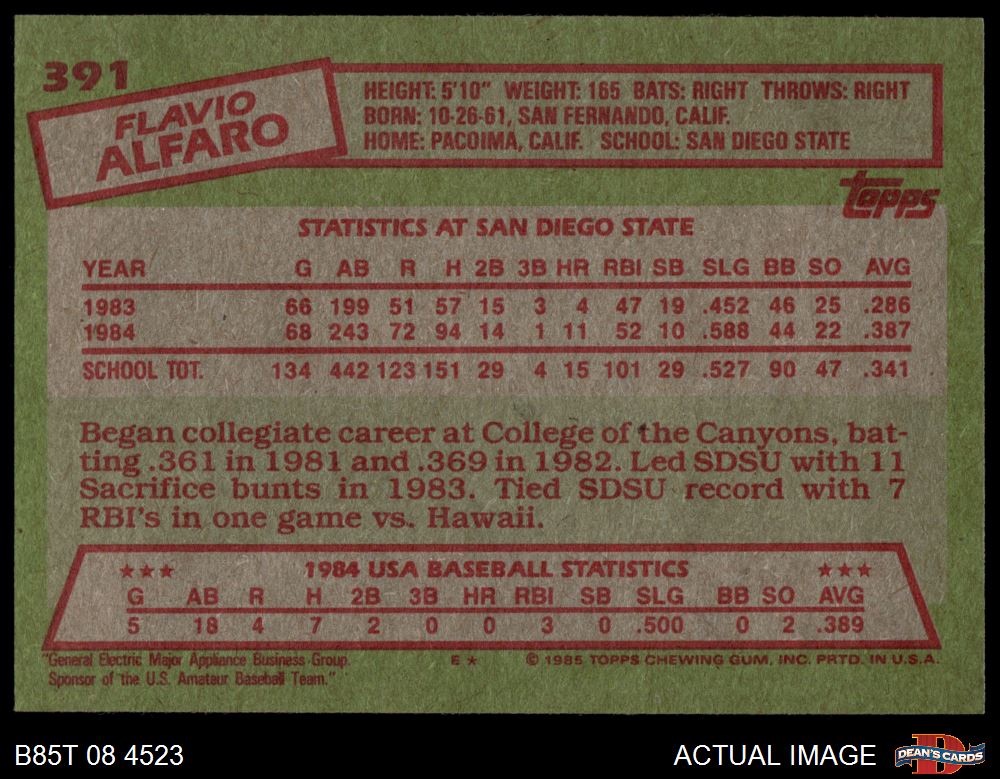 391
FLAVIO
ALFARO
HEIGHT: 5'10" WEIGHT: 165 BATS: RIGHT THROWS: RIGHT
BORN: 10-26-61, SAN FERNANDO, CALIF.
HOME: PACOIMA, CALIF. SCHOOL: SAN DIEGO STATE
topps
STATISTICS AT SAN DIEGO STATE
YEAR G AB R H 2B 3B HR RBI SB SLG BB SO AVG
1983 66 199 51 57 15 3 4 47 19 .452 46 25 .286
1984 68 243 72 94 14 1 11 52 10 .588 44 22 .387
SCHOOL TOT. 134 442 123 151 29 4 15 101 29 .527 90 47 .341
Began collegiate career at College of the Canyons, bat-
ting .361 in 1981 and .369 in 1982. Led SDSU with 11
Sacrifice bunts in 1983. Tied SDSU record with 7
RBI's in one game vs. Hawaii.
★★★ 1984 USA BASEBALL STATISTICS ★★★
G AB R H 2B 3B HR RBI SB SLG BB SO AVG
5 18 4 7 2 0 0 3 0 .500 0 2 .389
"General Electric Major Appliance Business Group.
Sponsor of the U.S. Amateur Baseball Team."
E ★ © 1985 TOPPS CHEWING GUM, INC. PRTD. IN U.S.A.
B85T 08 4523
ACTUAL IMAGE
D
DEAN'S CARDS